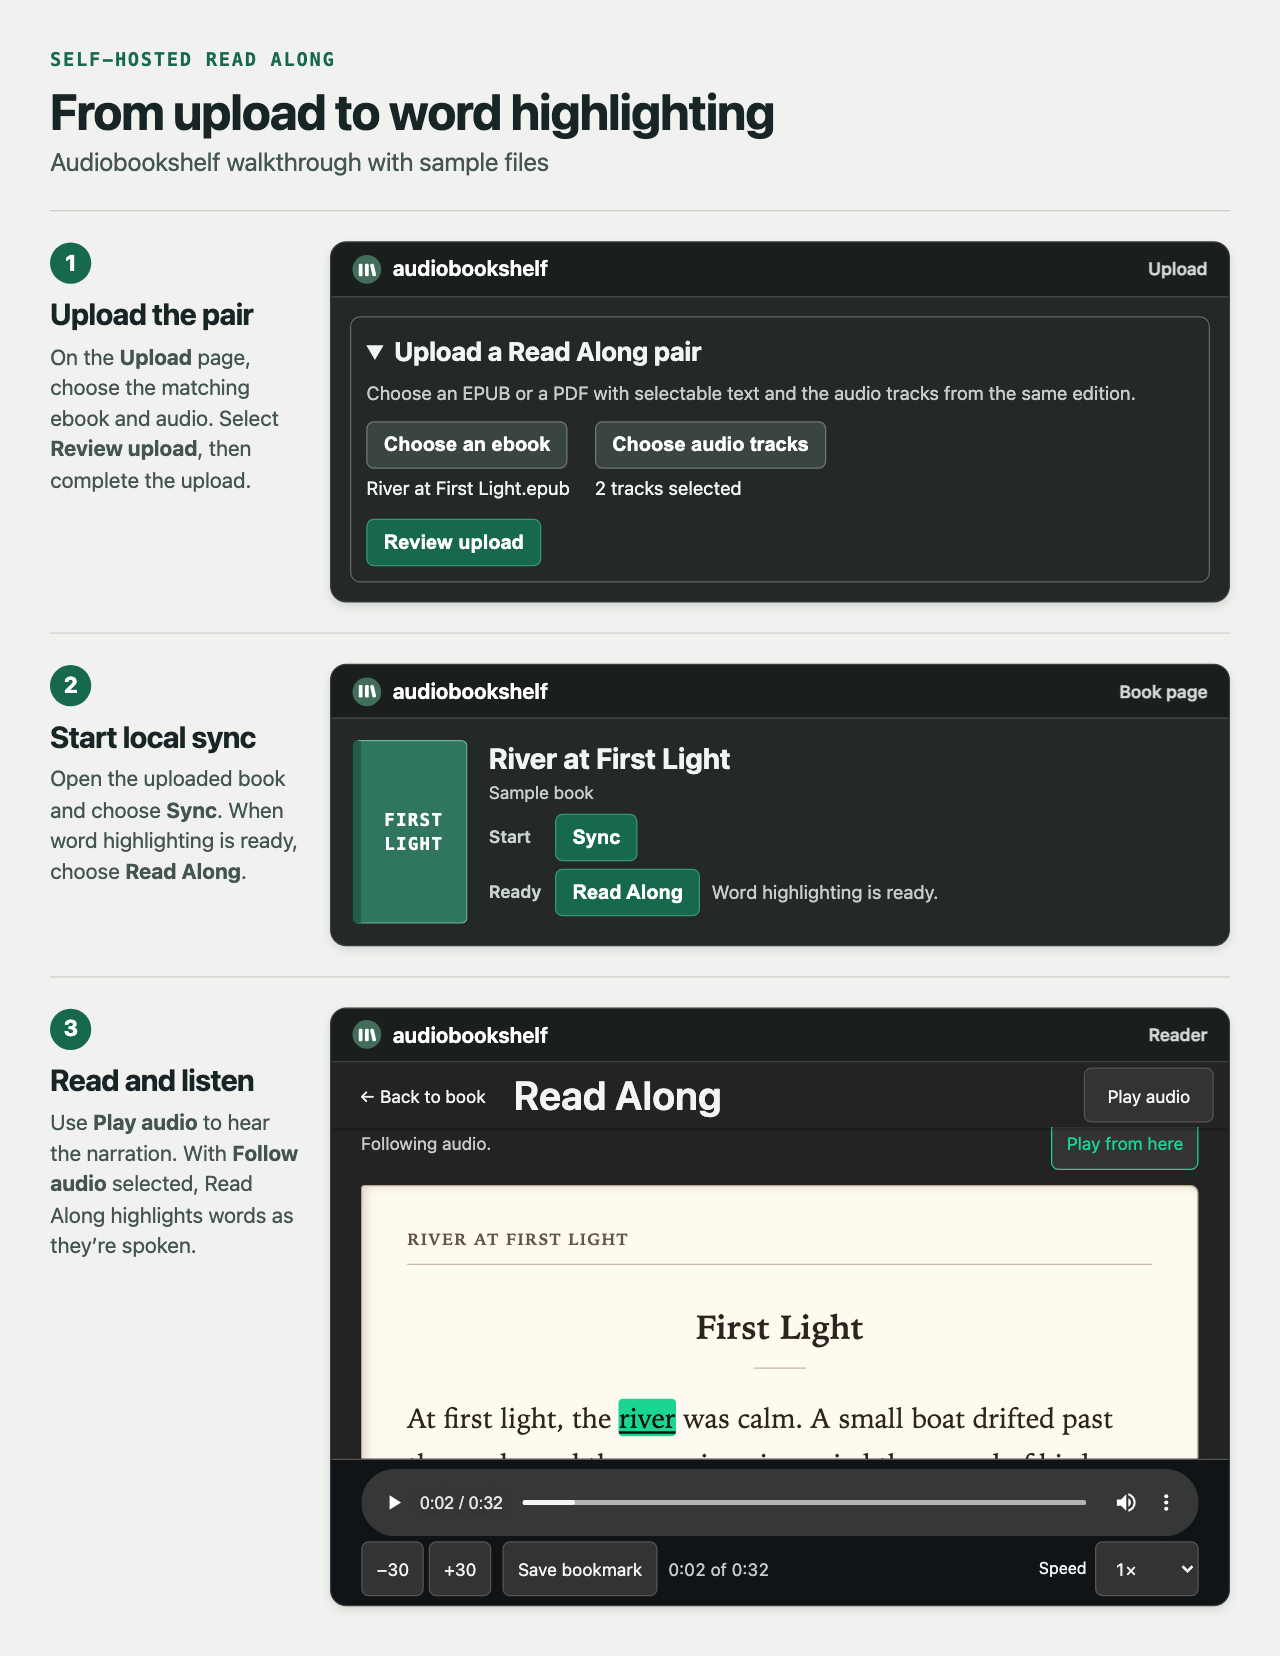 SELF-HOSTED READ ALONG
From upload to word highlighting
Audiobookshelf walkthrough with sample files
1
Upload the pair
On the Upload page,
choose the matching
ebook and audio. Select
Review upload, then
complete the upload.
audiobookshelf
Upload
▼ Upload a Read Along pair
Choose an EPUB or a PDF with selectable text and the audio tracks from the same edition.
Choose an ebook
Choose audio tracks
River at First Light.epub
2 tracks selected
Review upload
2
Start local sync
Open the uploaded book
and choose Sync. When
word highlighting is ready,
choose Read Along.
audiobookshelf
Book page
FIRST
LIGHT
River at First Light
Sample book
Start
Sync
Ready
Read Along
Word highlighting is ready.
3
Read and listen
Use Play audio to hear
the narration. With Follow
audio selected, Read
Along highlights words as
they’re spoken.
audiobookshelf
Reader
← Back to book
Read Along
Play audio
Following audio.
Play from here
RIVER AT FIRST LIGHT
First Light
At first light, the river was calm. A small boat drifted past
0:02 / 0:32
−30
+30
Save bookmark
0:02 of 0:32
Speed
1×